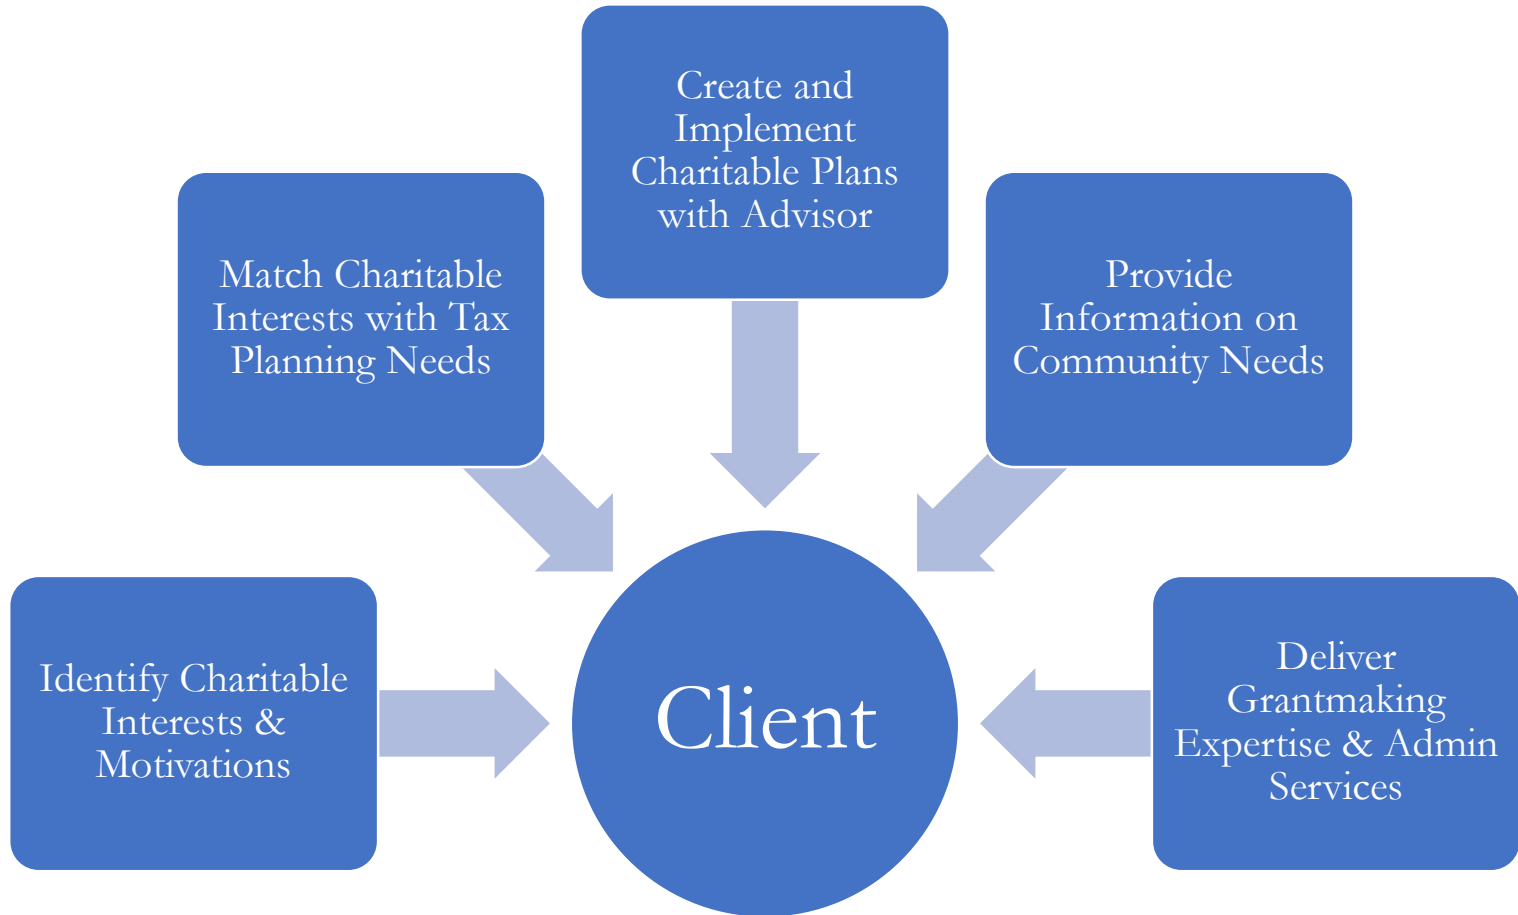 Create and
Implement
Charitable Plans
with Advisor
Match Charitable
Interests with Tax
Planning Needs
Provide
Information on
Community Needs
Identify Charitable
Interests &
Motivations
Client
Deliver
Grantmaking
Expertise & Admin
Services